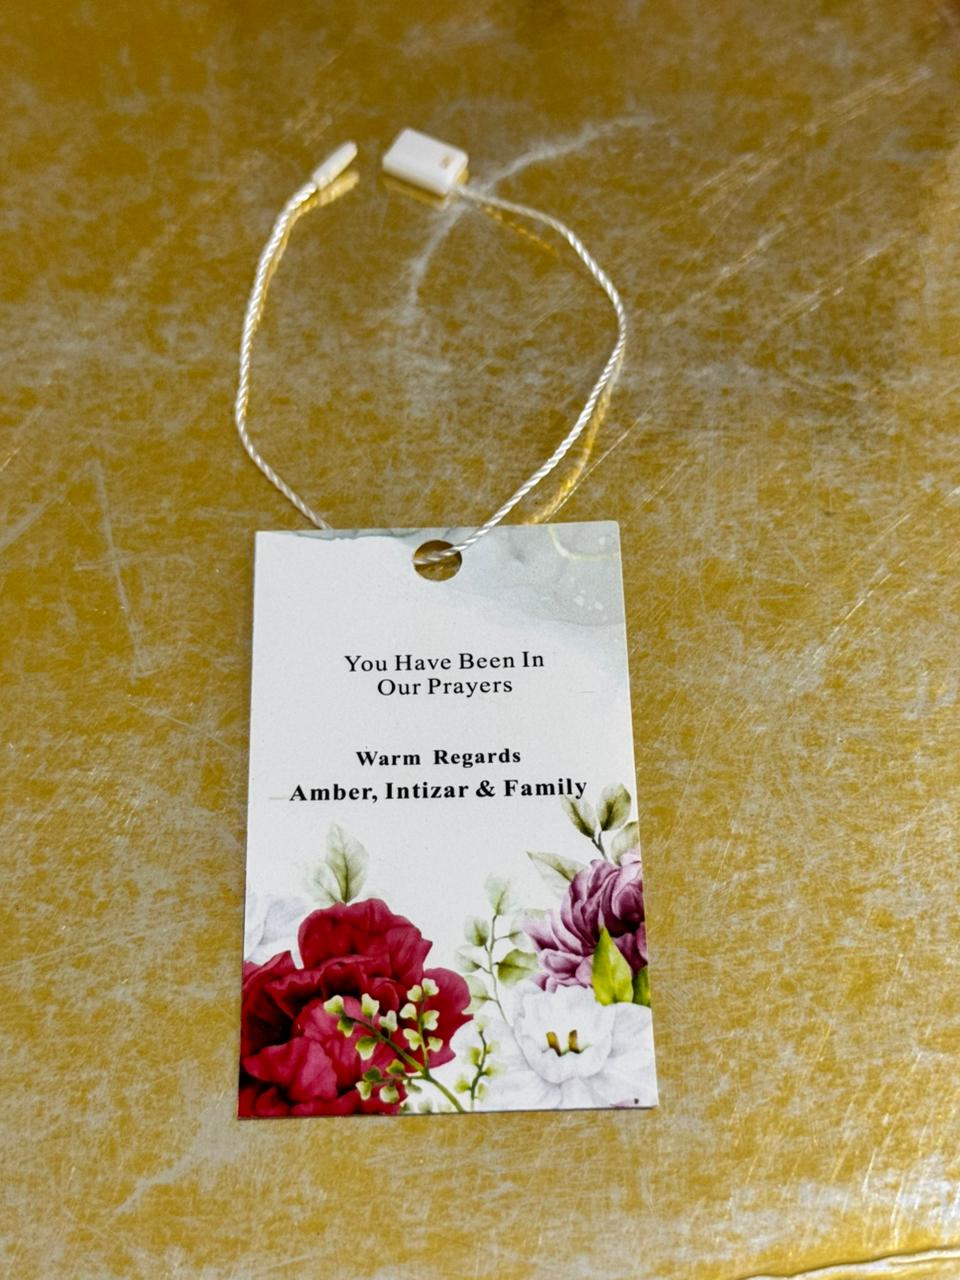 You Have Been In
Our Prayers
Warm Regards
Amber, Intizar & Family